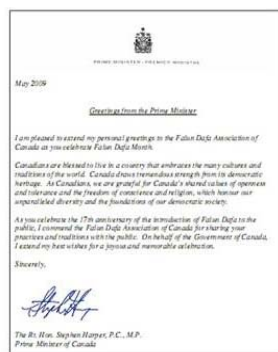 PRIME MINISTER · PREMIER MINISTRE
May 2009
Greetings from the Prime Minister
I am pleased to extend my personal greetings to the Falun Dafa Association of
Canada as you celebrate Falun Dafa Month.
Canadians are blessed to live in a country that embraces the many cultures and
traditions of the world. Canada draws tremendous strength from its democratic
heritage. As Canadians, we are grateful for Canada's shared values of openness
and tolerance and the freedom of conscience and religion, which honour our
unparalleled diversity and the foundations of our democratic society.
As you celebrate the 17th anniversary of the introduction of Falun Dafa to the
public, I commend the Falun Dafa Association of Canada for sharing your
practices and traditions with the public. On behalf of the Government of Canada,
I extend my best wishes for a joyous and memorable celebration.
Sincerely,
The Rt. Hon. Stephen Harper, P.C., M.P.
Prime Minister of Canada